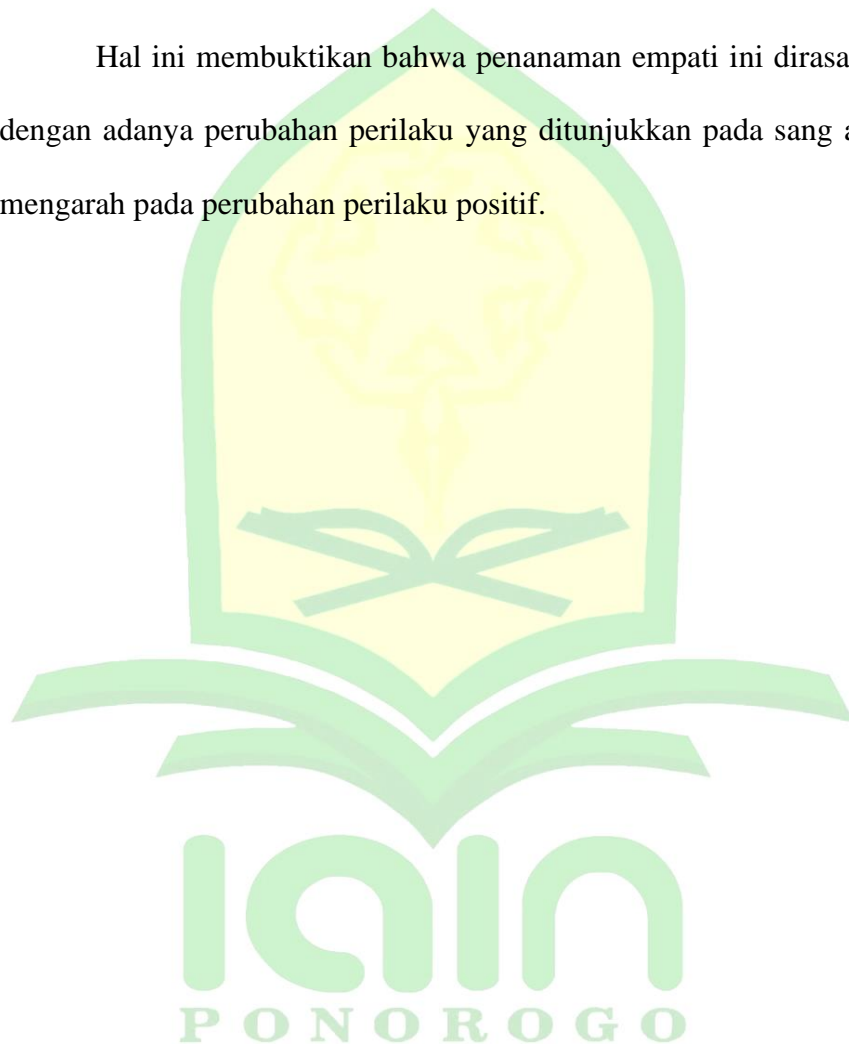 Hal ini membuktikan bahwa penanaman empati ini dirasa
dengan adanya perubahan perilaku yang ditunjukkan pada sang a
mengarah pada perubahan perilaku positif.
iain
PONOROGO